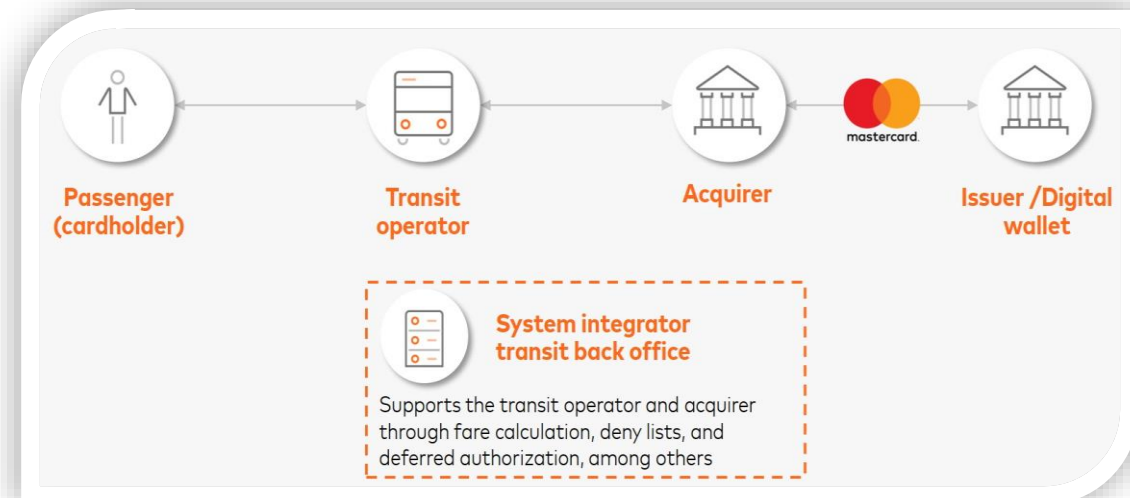 mastercard.
Passenger
(cardholder)
Transit
operator
Acquirer
Issuer /Digital
wallet
System integrator
transit back office
Supports the transit operator and acquirer
through fare calculation, deny lists, and
deferred authorization, among others